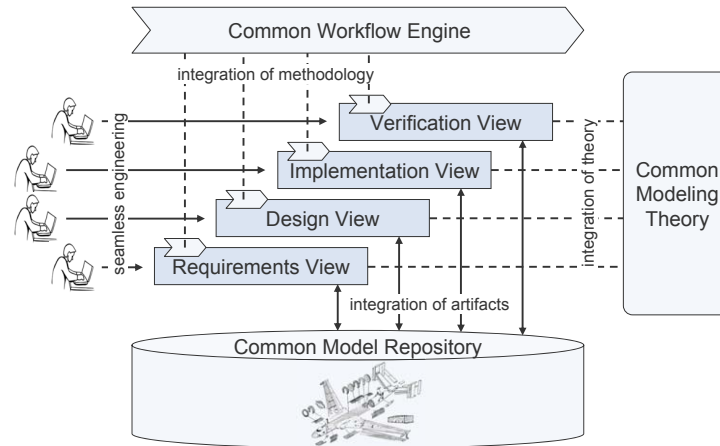 Common Workflow Engine
integration of methodology
seamless engineering
Verification View
Implementation View
Design View
Requirements View
integration of theory
Common
Modeling
Theory
integration of artifacts
Common Model Repository